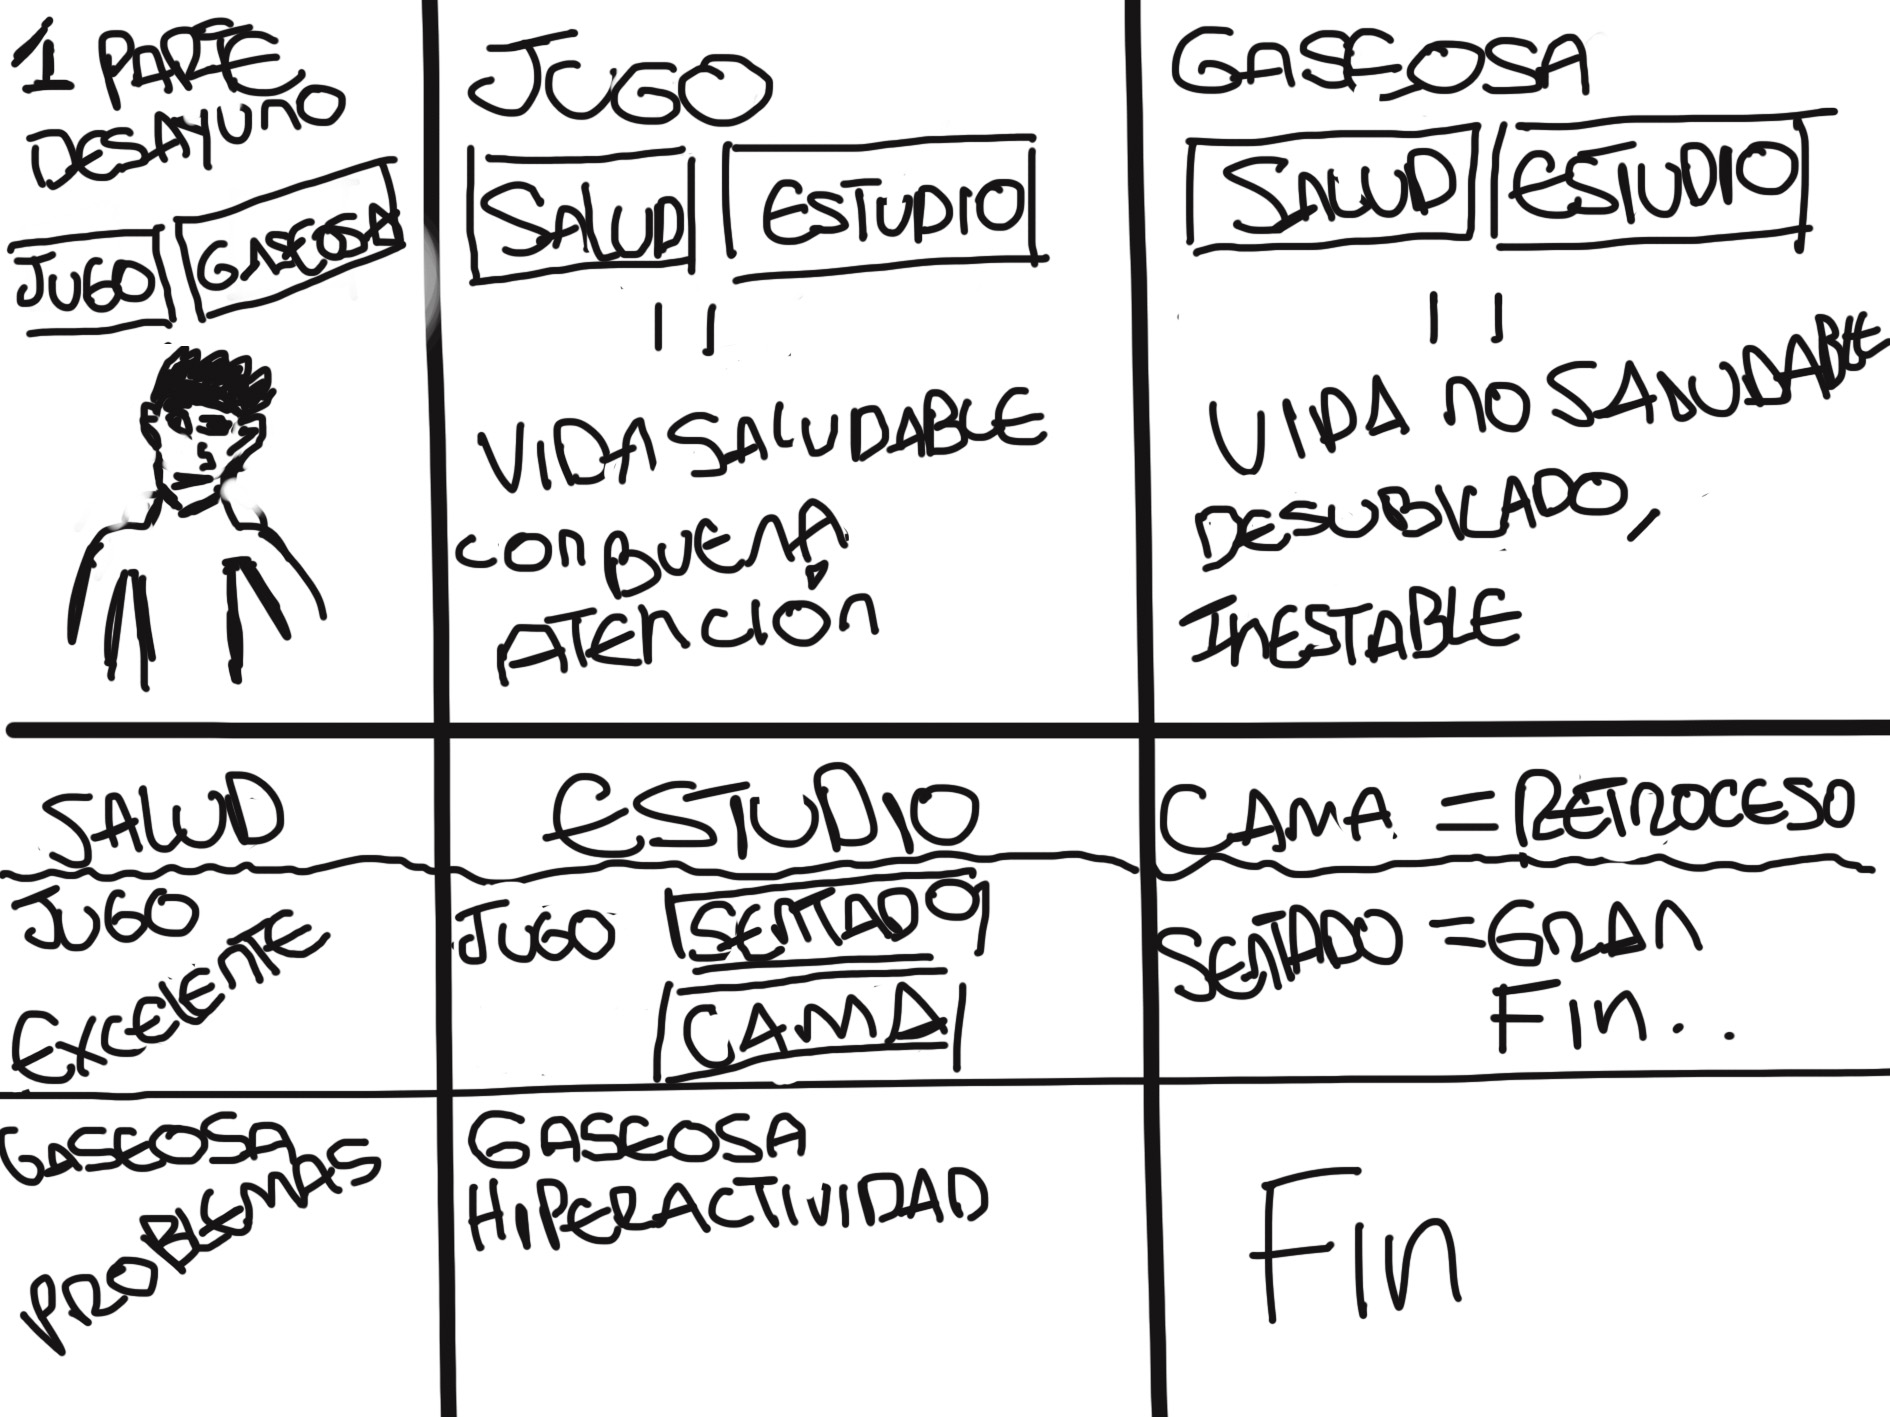 1 PARTE
DESAYUNO
JUGO GASEOSA
JUGO
SALUD ESTUDIO
VIDA SALUDABLE
CON BUENA
ATENCIÓN
GASEOSA
SALUD ESTUDIO
VIDA NO SALUDABLE
DESUBICADO,
INESTABLE
SALUD
JUGO
EXCELENTE
GASEOSA
PROBLEMAS
ESTUDIO
JUGO SENTADO
CAMA
GASEOSA
HIPERACTIVIDAD
CAMA = RETROCESO
SENTADO = GRAN
FIN...
FIN